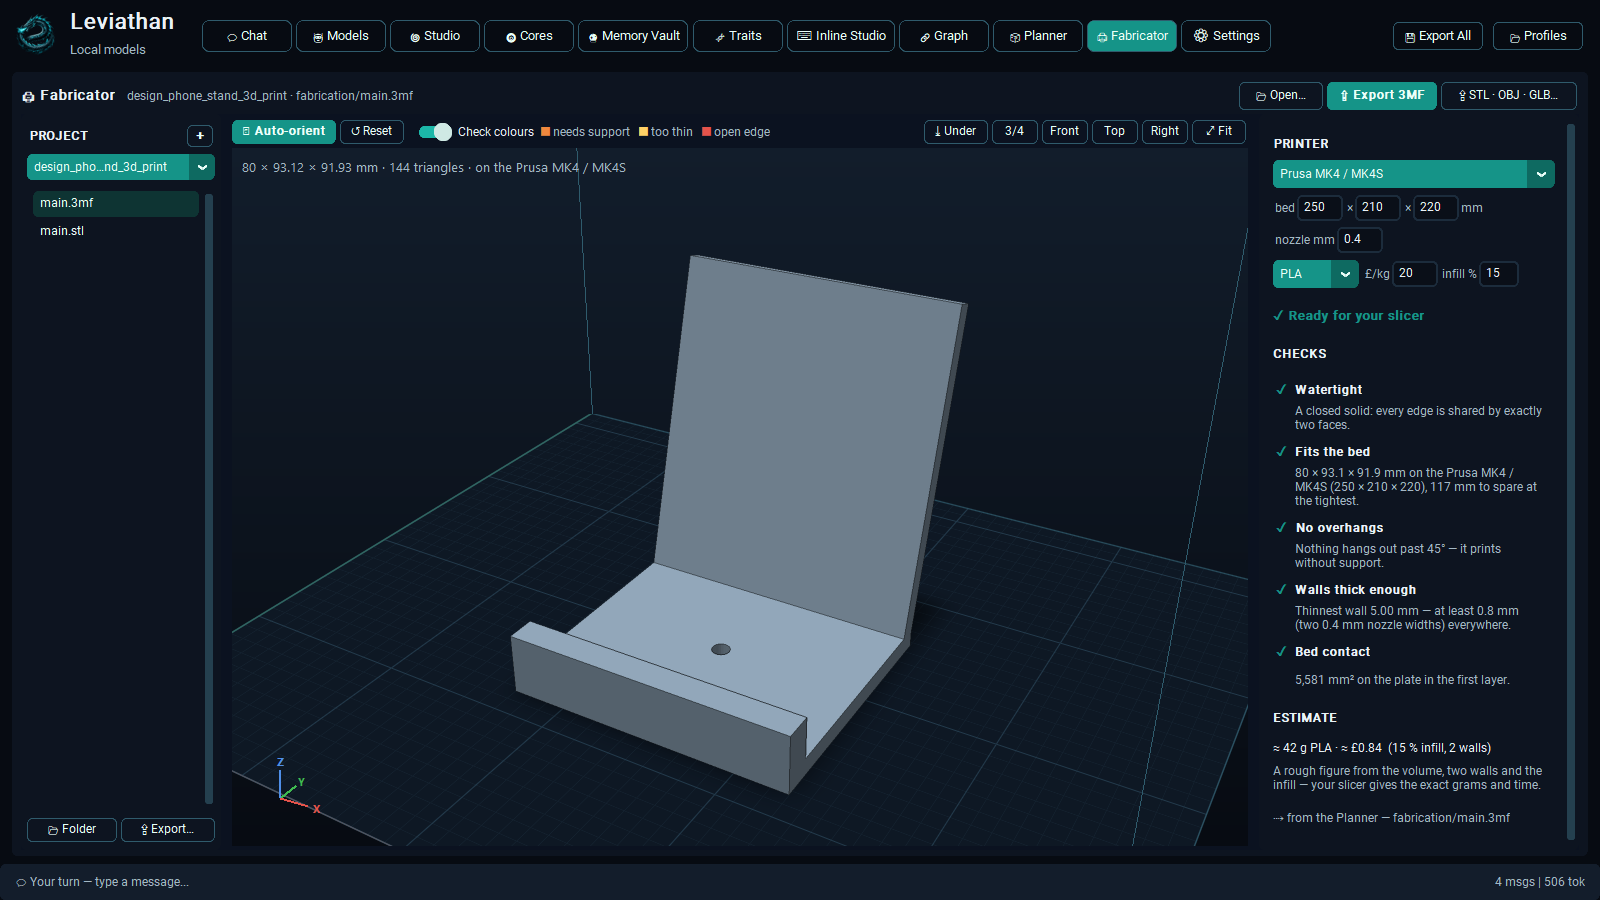 Leviathan
Local models
Chat
Models
Studio
Cores
Memory Vault
Traits
Inline Studio
Graph
Planner
Fabricator
Settings
Export All
Profiles
Fabricator design_phone_stand_3d_print · fabrication/main.3mf
Open...
Export 3MF
STL · OBJ · GLB...
PROJECT
+
design_pho...nd_3d_print
main.3mf
main.stl
Folder
Export...
Auto-orient
Reset
Check colours
needs support
too thin
open edge
Under
3/4
Front
Top
Right
Fit
80 × 93.12 × 91.93 mm · 144 triangles · on the Prusa MK4 / MK4S
Z
Y
X
PRINTER
Prusa MK4 / MK4S
bed 250 × 210 × 220 mm
nozzle mm 0.4
PLA £/kg 20 infill % 15
✓ Ready for your slicer
CHECKS
✓ Watertight
A closed solid: every edge is shared by exactly
two faces.
✓ Fits the bed
80 × 93.1 × 91.9 mm on the Prusa MK4 /
MK4S (250 × 210 × 220), 117 mm to spare at
the tightest.
✓ No overhangs
Nothing hangs out past 45° — it prints
without support.
✓ Walls thick enough
Thinnest wall 5.00 mm — at least 0.8 mm
(two 0.4 mm nozzle widths) everywhere.
✓ Bed contact
5,581 mm² on the plate in the first layer.
ESTIMATE
≈ 42 g PLA · ≈ £0.84 (15 % infill, 2 walls)
A rough figure from the volume, two walls and the
infill — your slicer gives the exact grams and time.
⇢ from the Planner — fabrication/main.3mf
Your turn — type a message...
4 msgs | 506 tok